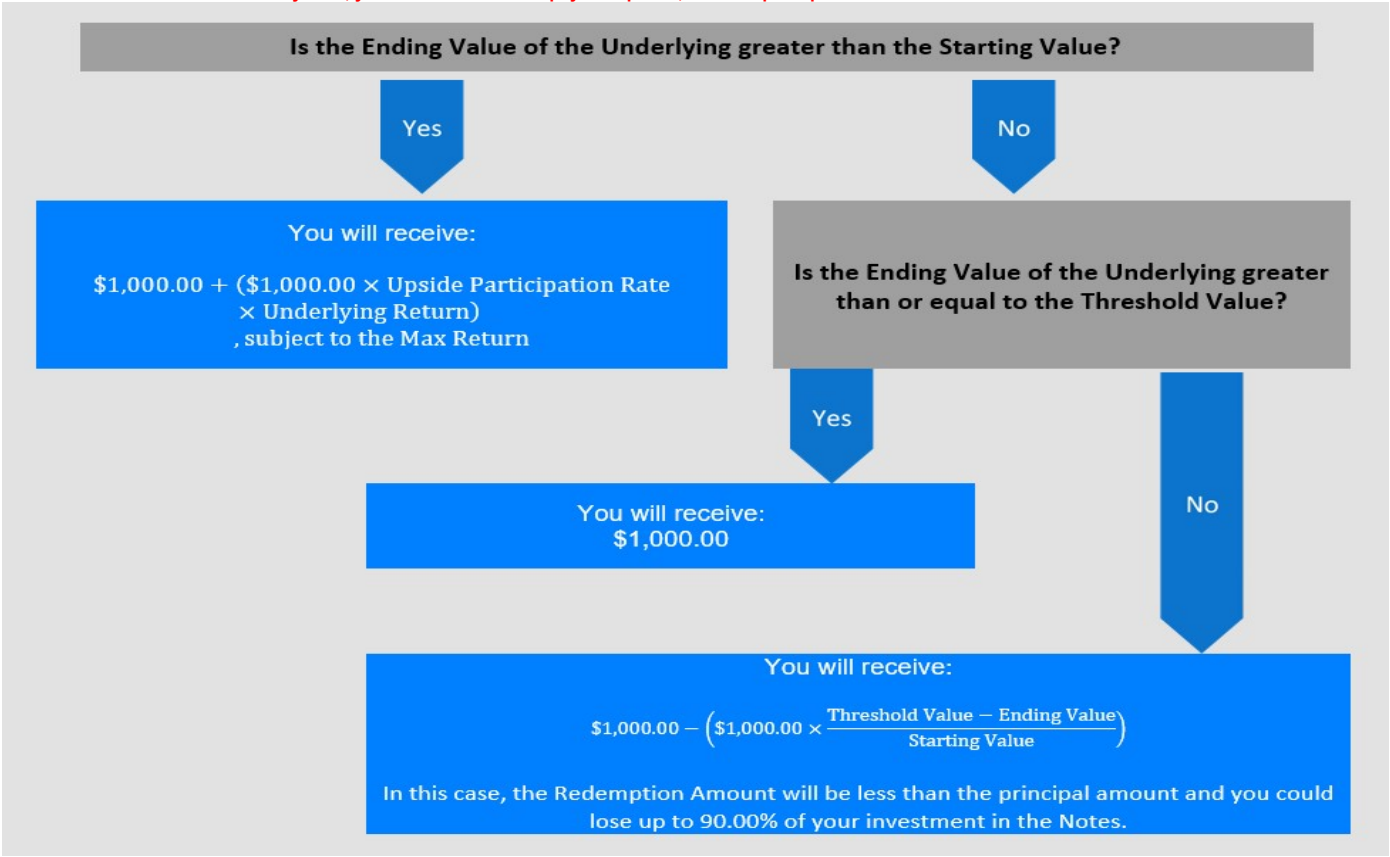 Is the Ending Value of the Underlying greater than the Starting Value?
Yes
No
You will receive:
$1,000.00 + ($1,000.00 × Upside Participation Rate
× Underlying Return)
, subject to the Max Return
Is the Ending Value of the Underlying greater
than or equal to the Threshold Value?
Yes
No
You will receive:
$1,000.00
You will receive:
$1,000.00 − ($1,000.00 × (Threshold Value − Ending Value) / Starting Value)
In this case, the Redemption Amount will be less than the principal amount and you could
lose up to 90.00% of your investment in the Notes.